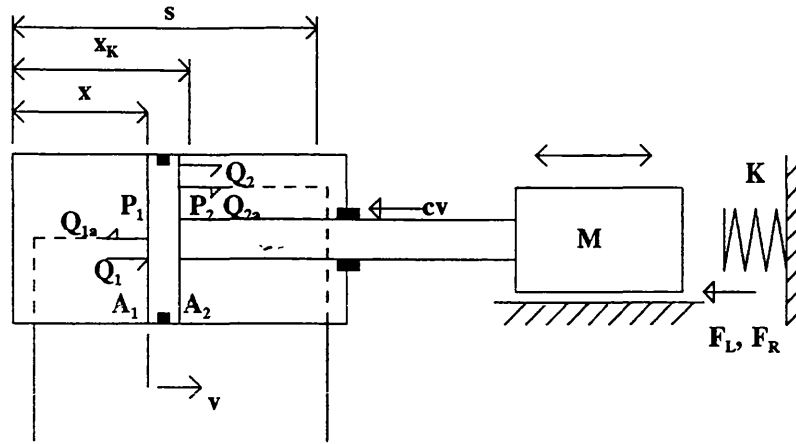 s
x_K
x
Q_2
P_1
P_2 Q_2a
cv
K
Q_1a
M
Q_1
A_1 A_2
F_L, F_R
v